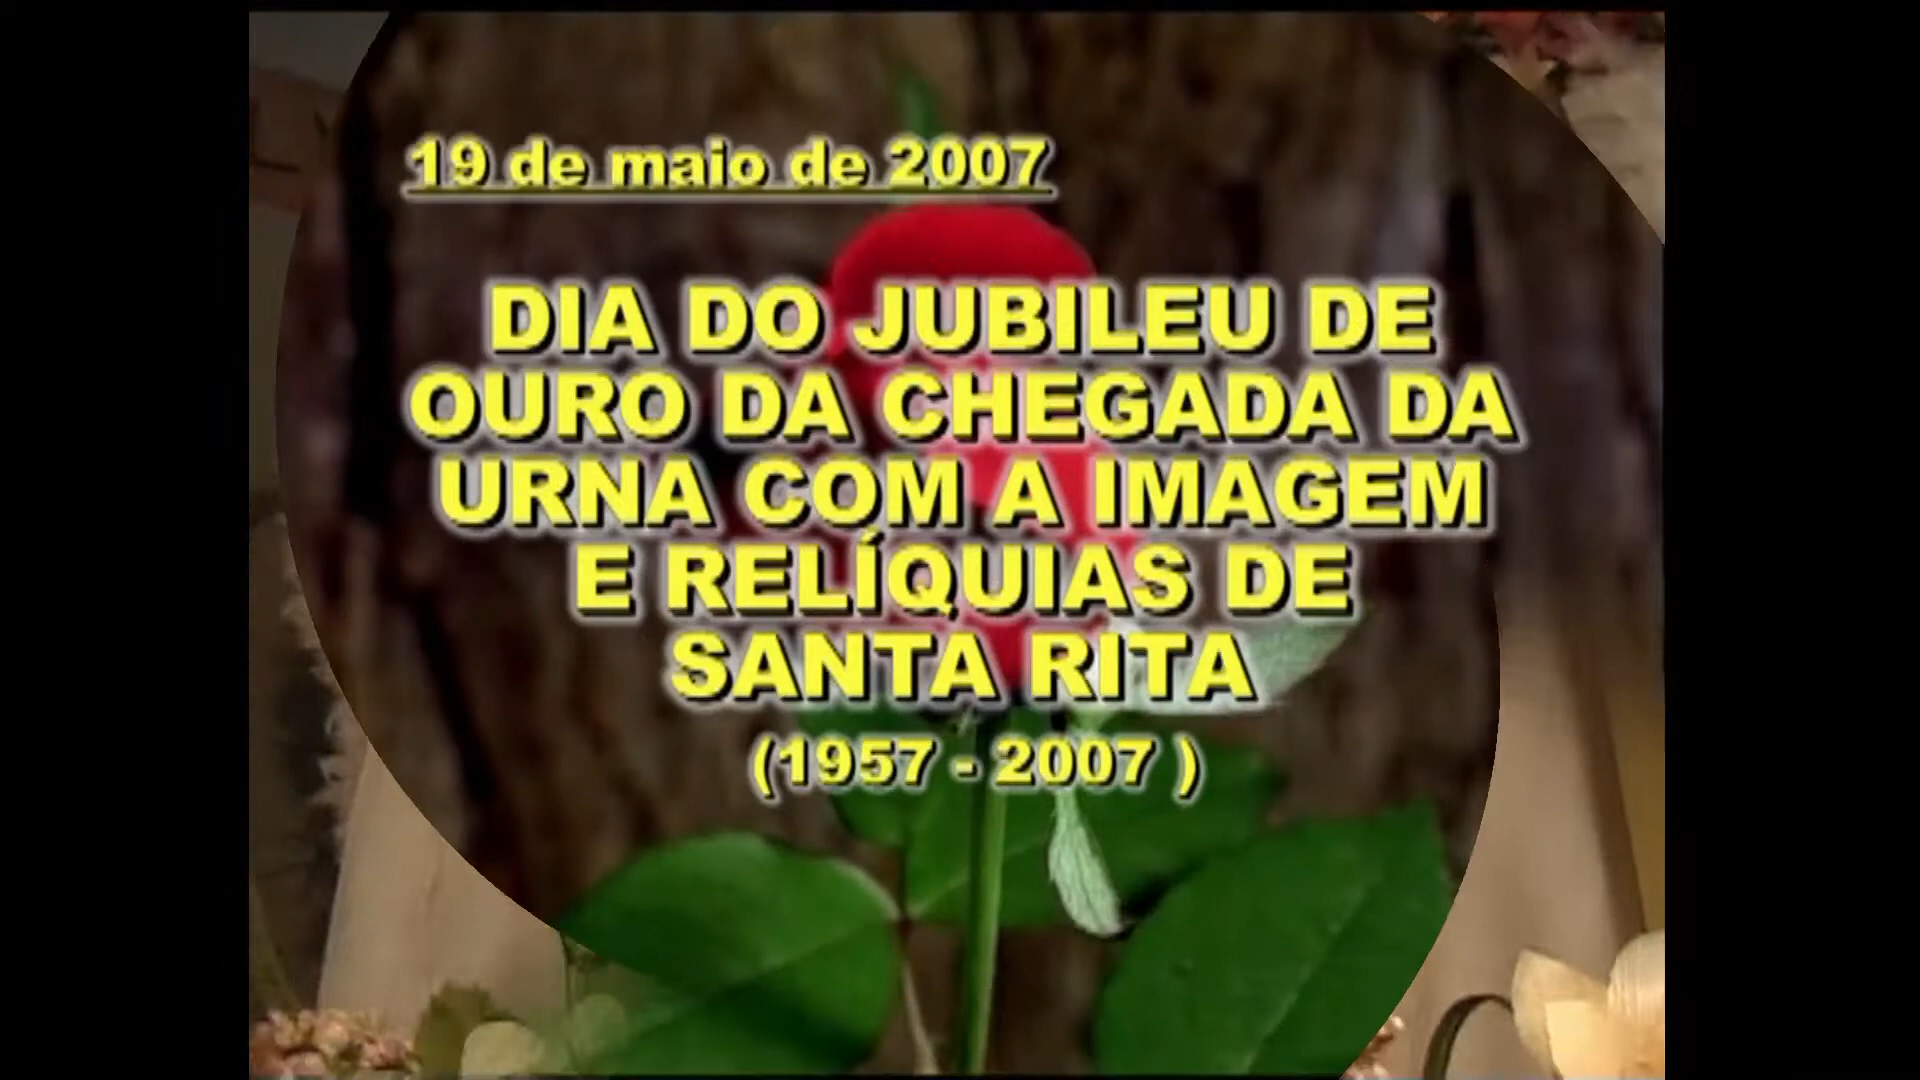 19 de maio de 2007
DIA DO JUBILEU DE
OURO DA CHEGADA DA
URNA COM A IMAGEM
E RELÍQUIAS DE
SANTA RITA
(1957 - 2007 )